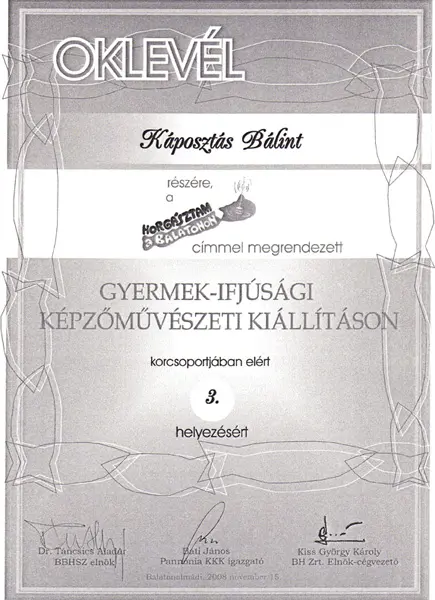 OKLEVÉL
Káposztás Bálint
részére,
a
HORGÁSZTAM
a BALATONON
címmel megrendezett
GYERMEK-IFJÚSÁGI
KÉPZŐMŰVÉSZETI KIÁLLÍTÁSON
korcsoportjában elért
3.
helyezésért
Dr. Táncsics Aladár Bati János Kiss György Károly
BBHSZ elnök Pannónia KKK igazgató BH Zrt. Elnök-cégvezető
Balatonalmádi, 2008 november 15